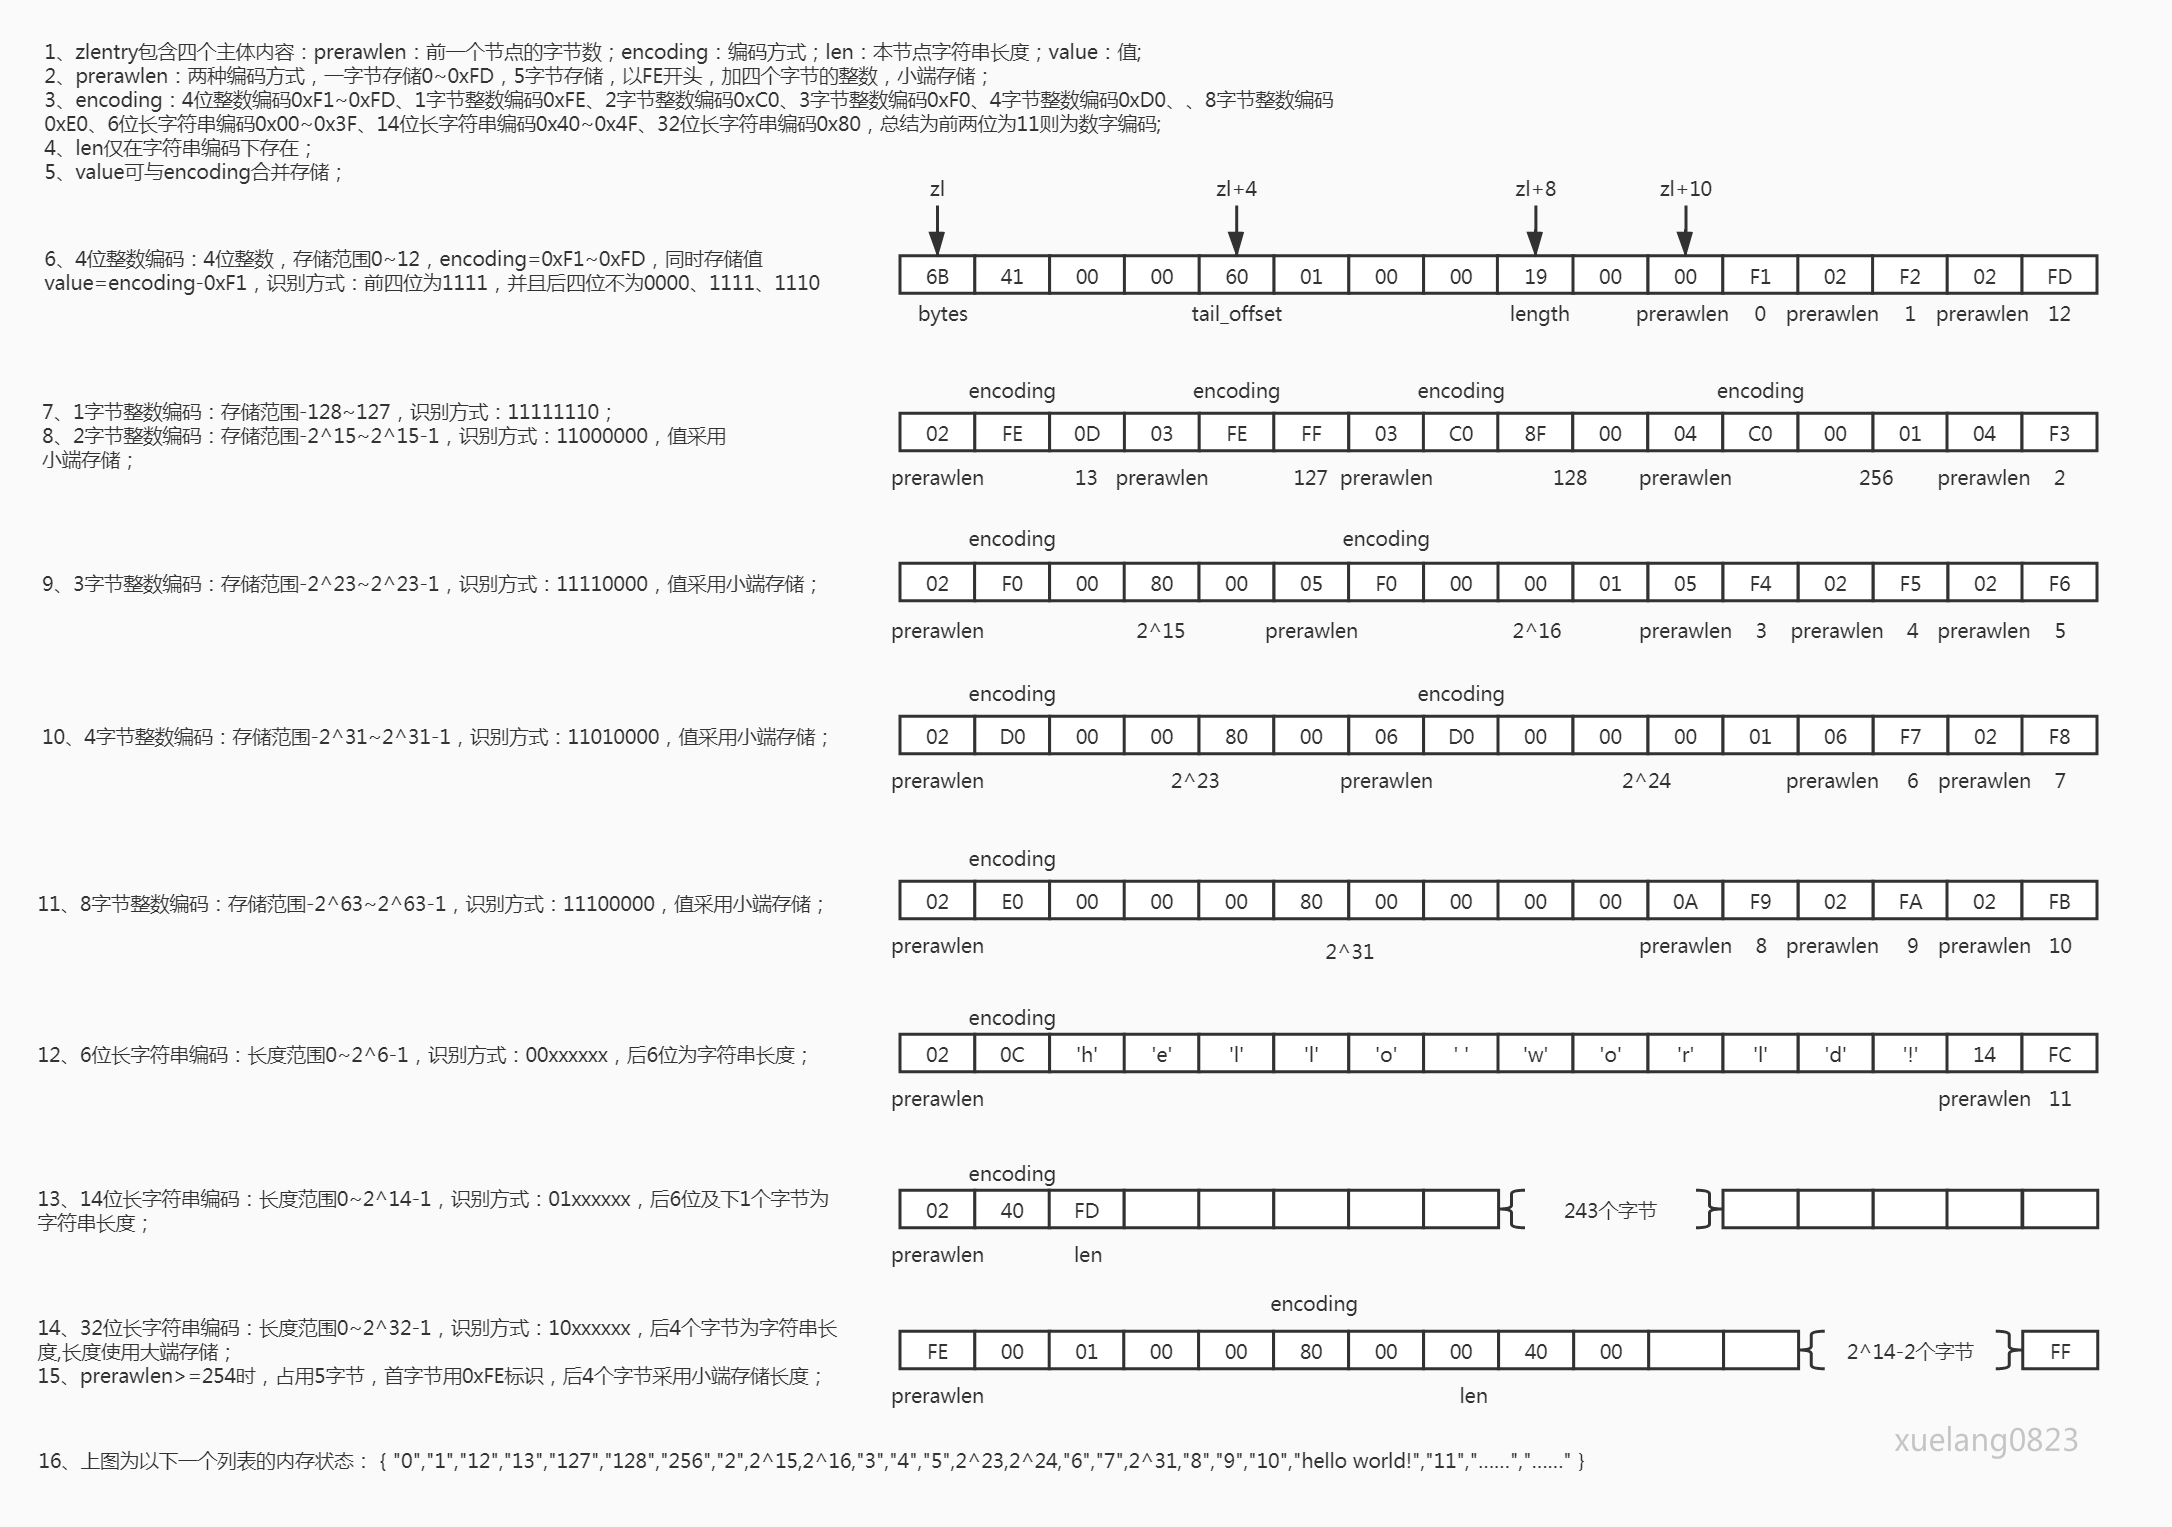 1、zlentry包含四个主体内容：prerawlen：前一个节点的字节数；encoding：编码方式；len：本节点字符串长度；value：值;
2、prerawlen：两种编码方式，一字节存储0~0xFD，5字节存储，以FE开头，加四个字节的整数，小端存储；
3、encoding：4位整数编码0xF1~0xFD、1字节整数编码0xFE、2字节整数编码0xC0、3字节整数编码0xF0、4字节整数编码0xD0、、8字节整数编码
0xE0、6位长字符串编码0x00~0x3F、14位长字符串编码0x40~0x4F、32位长字符串编码0x80，总结为前两位为11则为数字编码;
4、len仅在字符串编码下存在；
5、value可与encoding合并存储；
zl zl+4 zl+8 zl+10
6、4位整数编码：4位整数，存储范围0~12，encoding=0xF1~0xFD，同时存储值
value=encoding-0xF1，识别方式：前四位为1111，并且后四位不为0000、1111、1110
6B 41 00 00 60 01 00 00 19 00 00 F1 02 F2 02 FD
bytes tail_offset length prerawlen 0 prerawlen 1 prerawlen 12
7、1字节整数编码：存储范围-128~127，识别方式：11111110；
8、2字节整数编码：存储范围-2^15~2^15-1，识别方式：11000000，值采用
小端存储；
encoding encoding encoding encoding
02 FE 0D 03 FE FF 03 C0 8F 00 04 C0 00 01 04 F3
prerawlen 13 prerawlen 127 prerawlen 128 prerawlen 256 prerawlen 2
9、3字节整数编码：存储范围-2^23~2^23-1，识别方式：11110000，值采用小端存储；
encoding encoding
02 F0 00 80 00 05 F0 00 00 01 05 F4 02 F5 02 F6
prerawlen 2^15 prerawlen 2^16 prerawlen 3 prerawlen 4 prerawlen 5
10、4字节整数编码：存储范围-2^31~2^31-1，识别方式：11010000，值采用小端存储；
encoding encoding
02 D0 00 00 80 00 06 D0 00 00 00 01 06 F7 02 F8
prerawlen 2^23 prerawlen 2^24 prerawlen 6 prerawlen 7
11、8字节整数编码：存储范围-2^63~2^63-1，识别方式：11100000，值采用小端存储；
encoding
02 E0 00 00 00 80 00 00 00 00 0A F9 02 FA 02 FB
prerawlen 2^31 prerawlen 8 prerawlen 9 prerawlen 10
12、6位长字符串编码：长度范围0~2^6-1，识别方式：00xxxxxx，后6位为字符串长度；
encoding
02 0C 'h' 'e' 'l' 'l' 'o' ' ' 'w' 'o' 'r' 'l' 'd' '!' 14 FC
prerawlen prerawlen 11
13、14位长字符串编码：长度范围0~2^14-1，识别方式：01xxxxxx，后6位及下1个字节为
字符串长度；
encoding
02 40 FD 243个字节
prerawlen len
14、32位长字符串编码：长度范围0~2^32-1，识别方式：10xxxxxx，后4个字节为字符串长
度,长度使用大端存储；
15、prerawlen>=254时，占用5字节，首字节用0xFE标识，后4个字节采用小端存储长度；
encoding
FE 00 01 00 00 80 00 00 40 00 2^14-2个字节 FF
prerawlen len
xuelang0823
16、上图为以下一个列表的内存状态： { "0","1","12","13","127","128","256","2",2^15,2^16,"3","4","5",2^23,2^24,"6","7",2^31,"8","9","10","hello world!","11","......","......" }